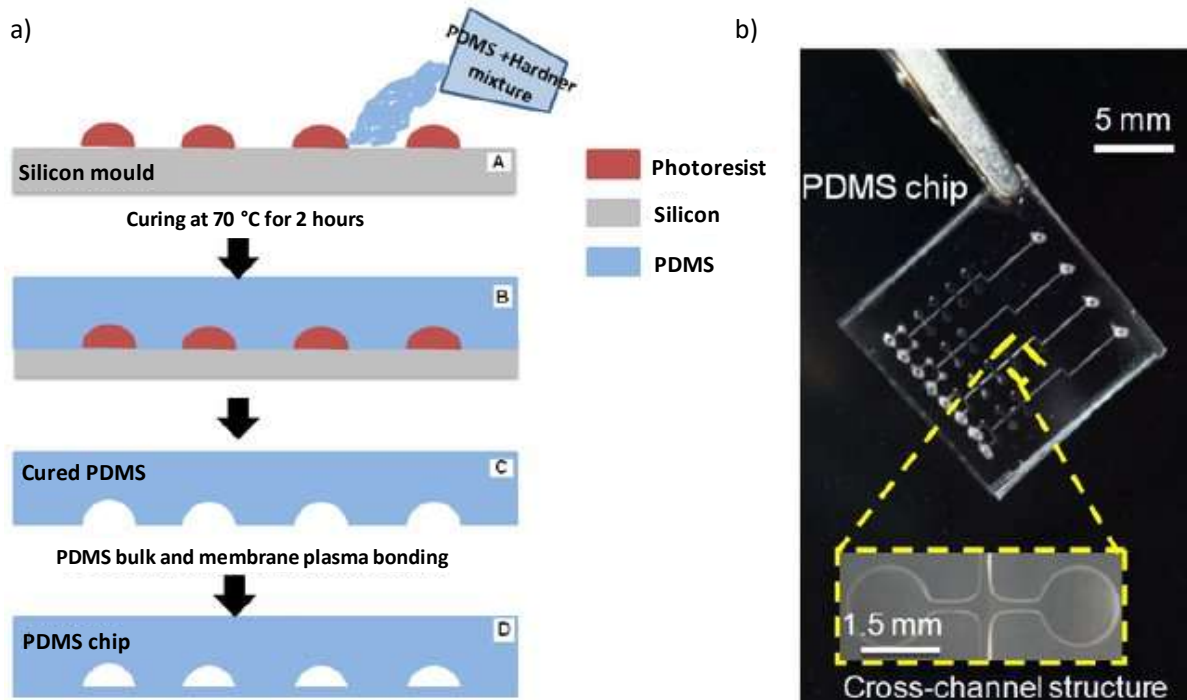 a)
PDMS +Hardner
mixture
A
Silicon mould
Curing at 70 °C for 2 hours
B
Cured PDMS
C
PDMS bulk and membrane plasma bonding
PDMS chip
D
Photoresist
Silicon
PDMS
b)
5 mm
PDMS chip
1.5 mm
Cross-channel structure